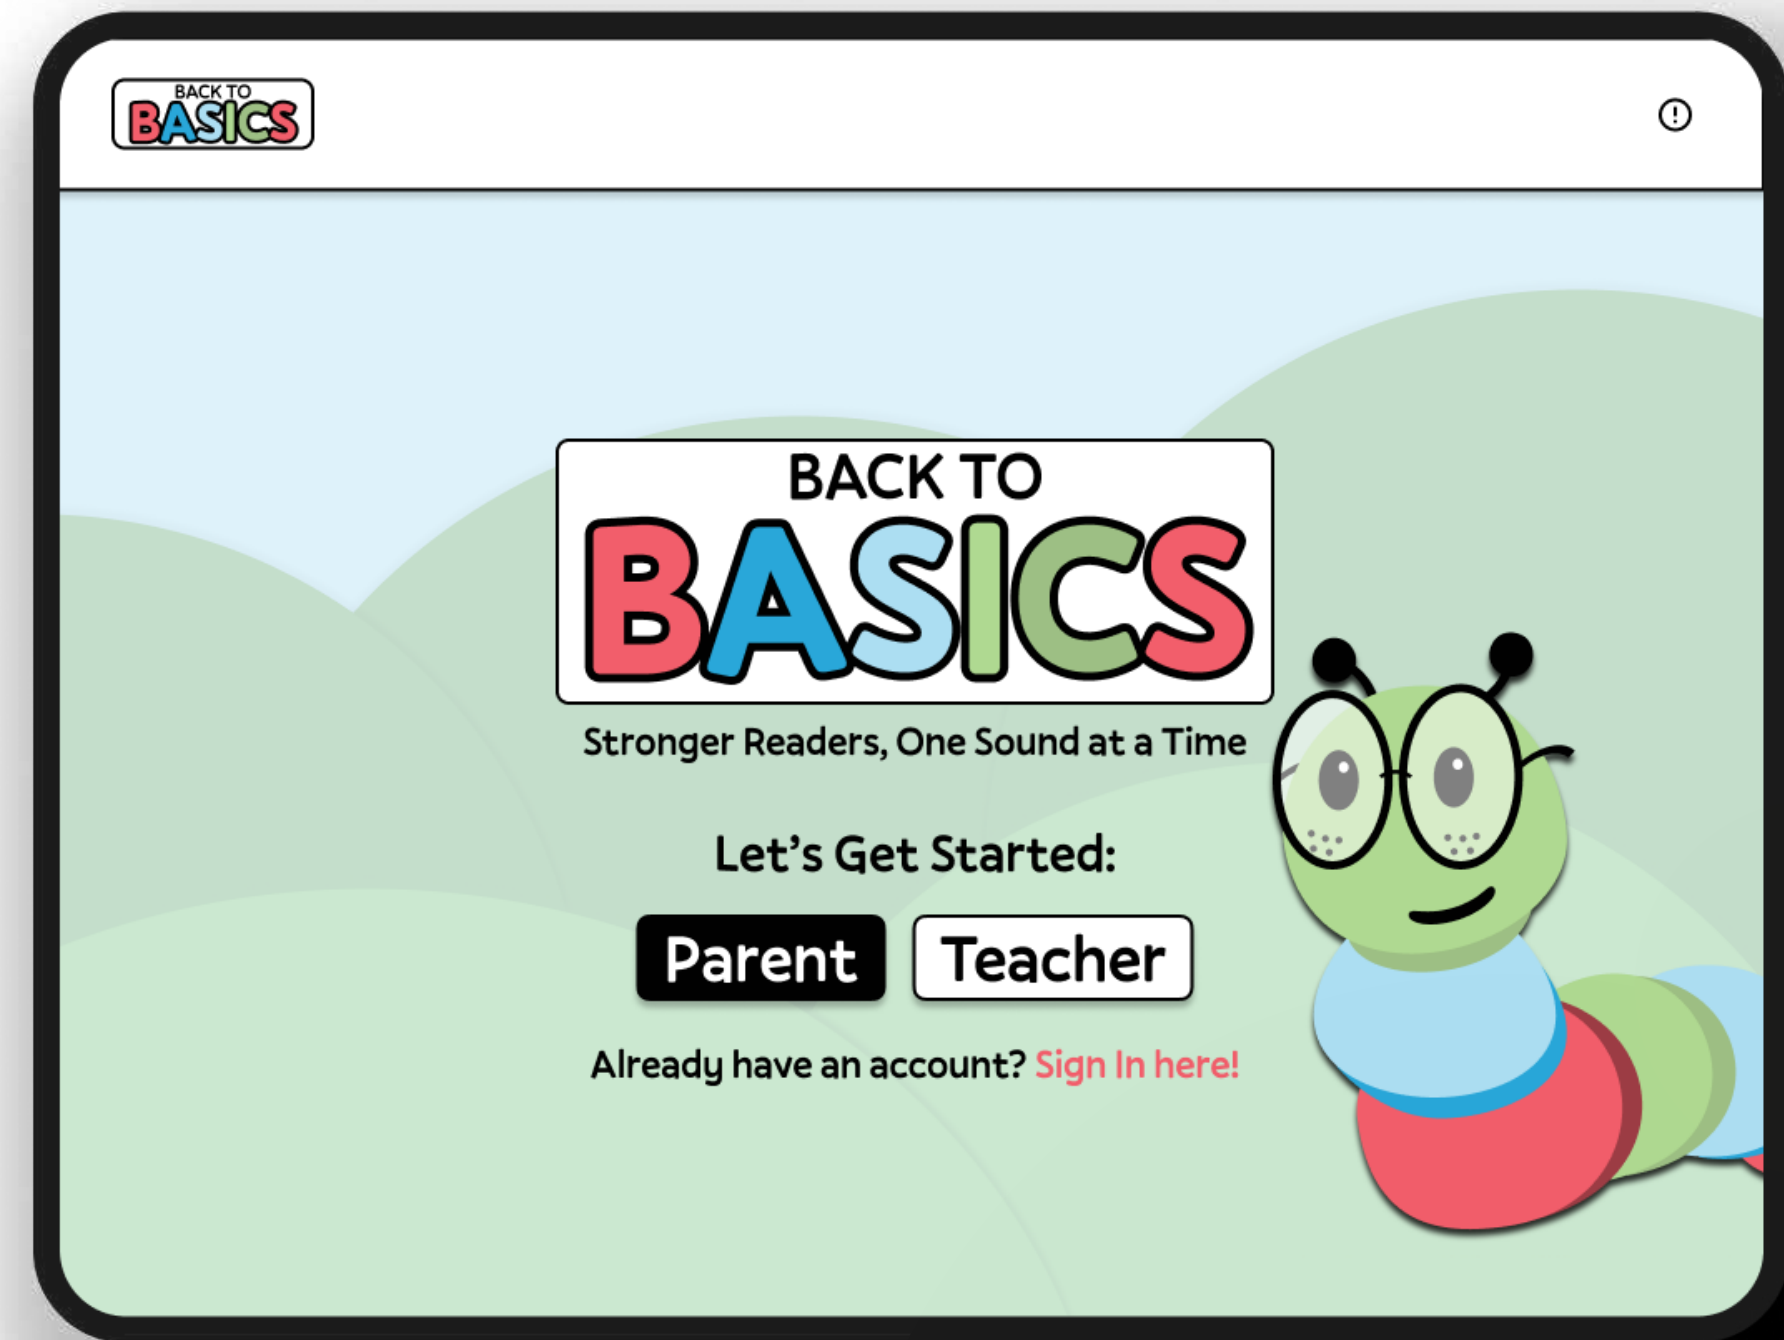 BACK TO
BASICS
BACK TO
BASICS
Stronger Readers, One Sound at a Time
Let's Get Started:
Parent Teacher
Already have an account? Sign In here!